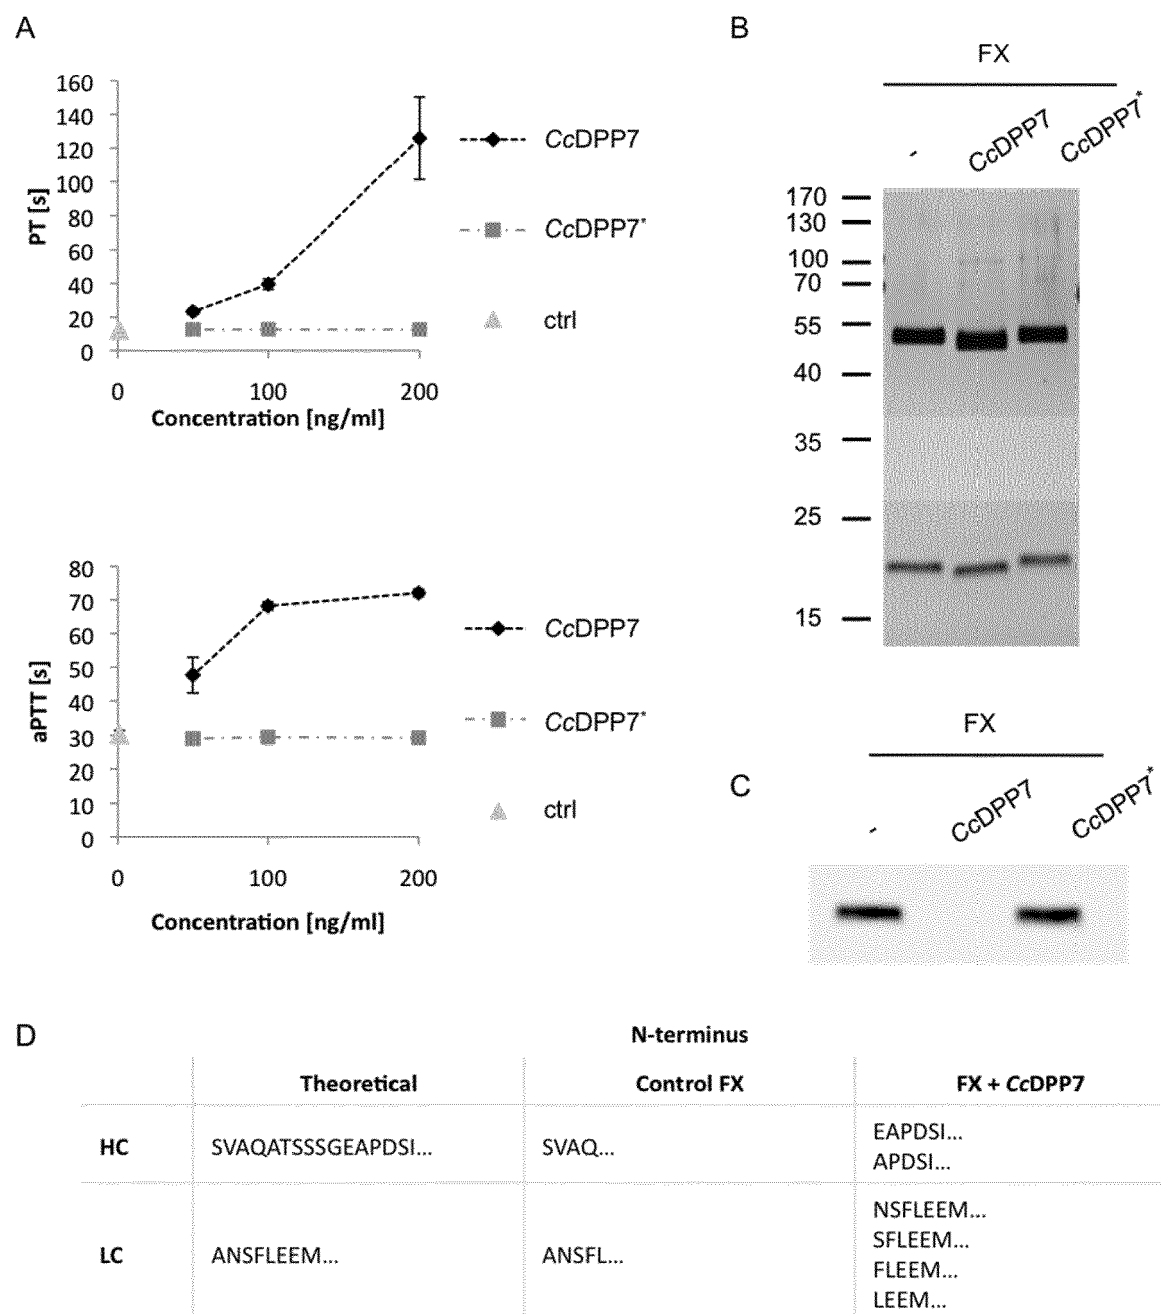 A
160
140
120
100
80
60
40
20
0
PT [s]
0 100 200
Concentration [ng/ml]
CcDPP7
CcDPP7*
ctrl
80
70
60
50
40
30
20
10
0
aPTT [s]
0 100 200
Concentration [ng/ml]
CcDPP7
CcDPP7*
ctrl
B
FX
- CcDPP7 CcDPP7*
170
130
100
70
55
40
35
25
15
C
FX
- CcDPP7 CcDPP7*
D
N-terminus
Theoretical Control FX FX + CcDPP7
HC SVAQATSSSGEAPDSI... SVAQ... EAPDSI...
APDSI...
LC ANSFLEEM... ANSFL... NSFLEEM...
SFLEEM...
FLEEM...
LEEM...